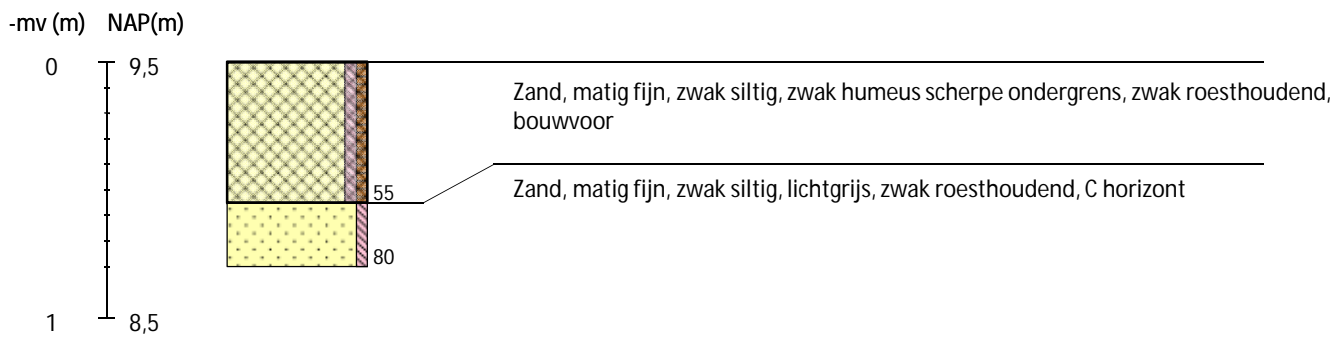 -mv (m) NAP(m)
0 9,5
Zand, matig fijn, zwak siltig, zwak humeus scherpe ondergrens, zwak roesthoudend,
bouwvoor
55
Zand, matig fijn, zwak siltig, lichtgrijs, zwak roesthoudend, C horizont
80
1 8,5